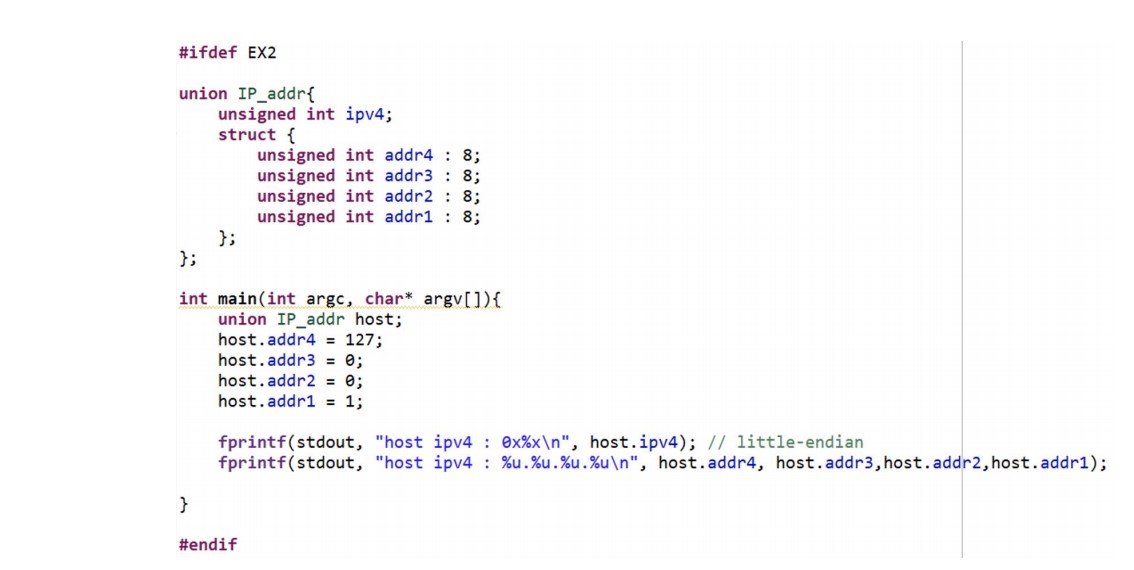 #ifdef EX2
union IP_addr{
unsigned int ipv4;
struct {
unsigned int addr4 : 8;
unsigned int addr3 : 8;
unsigned int addr2 : 8;
unsigned int addr1 : 8;
};
};
int main(int argc, char* argv[]){
union IP_addr host;
host.addr4 = 127;
host.addr3 = 0;
host.addr2 = 0;
host.addr1 = 1;
fprintf(stdout, "host ipv4 : 0x%x\n", host.ipv4); // little-endian
fprintf(stdout, "host ipv4 : %u.%u.%u.%u\n", host.addr4, host.addr3,host.addr2,host.addr1);
}
#endif